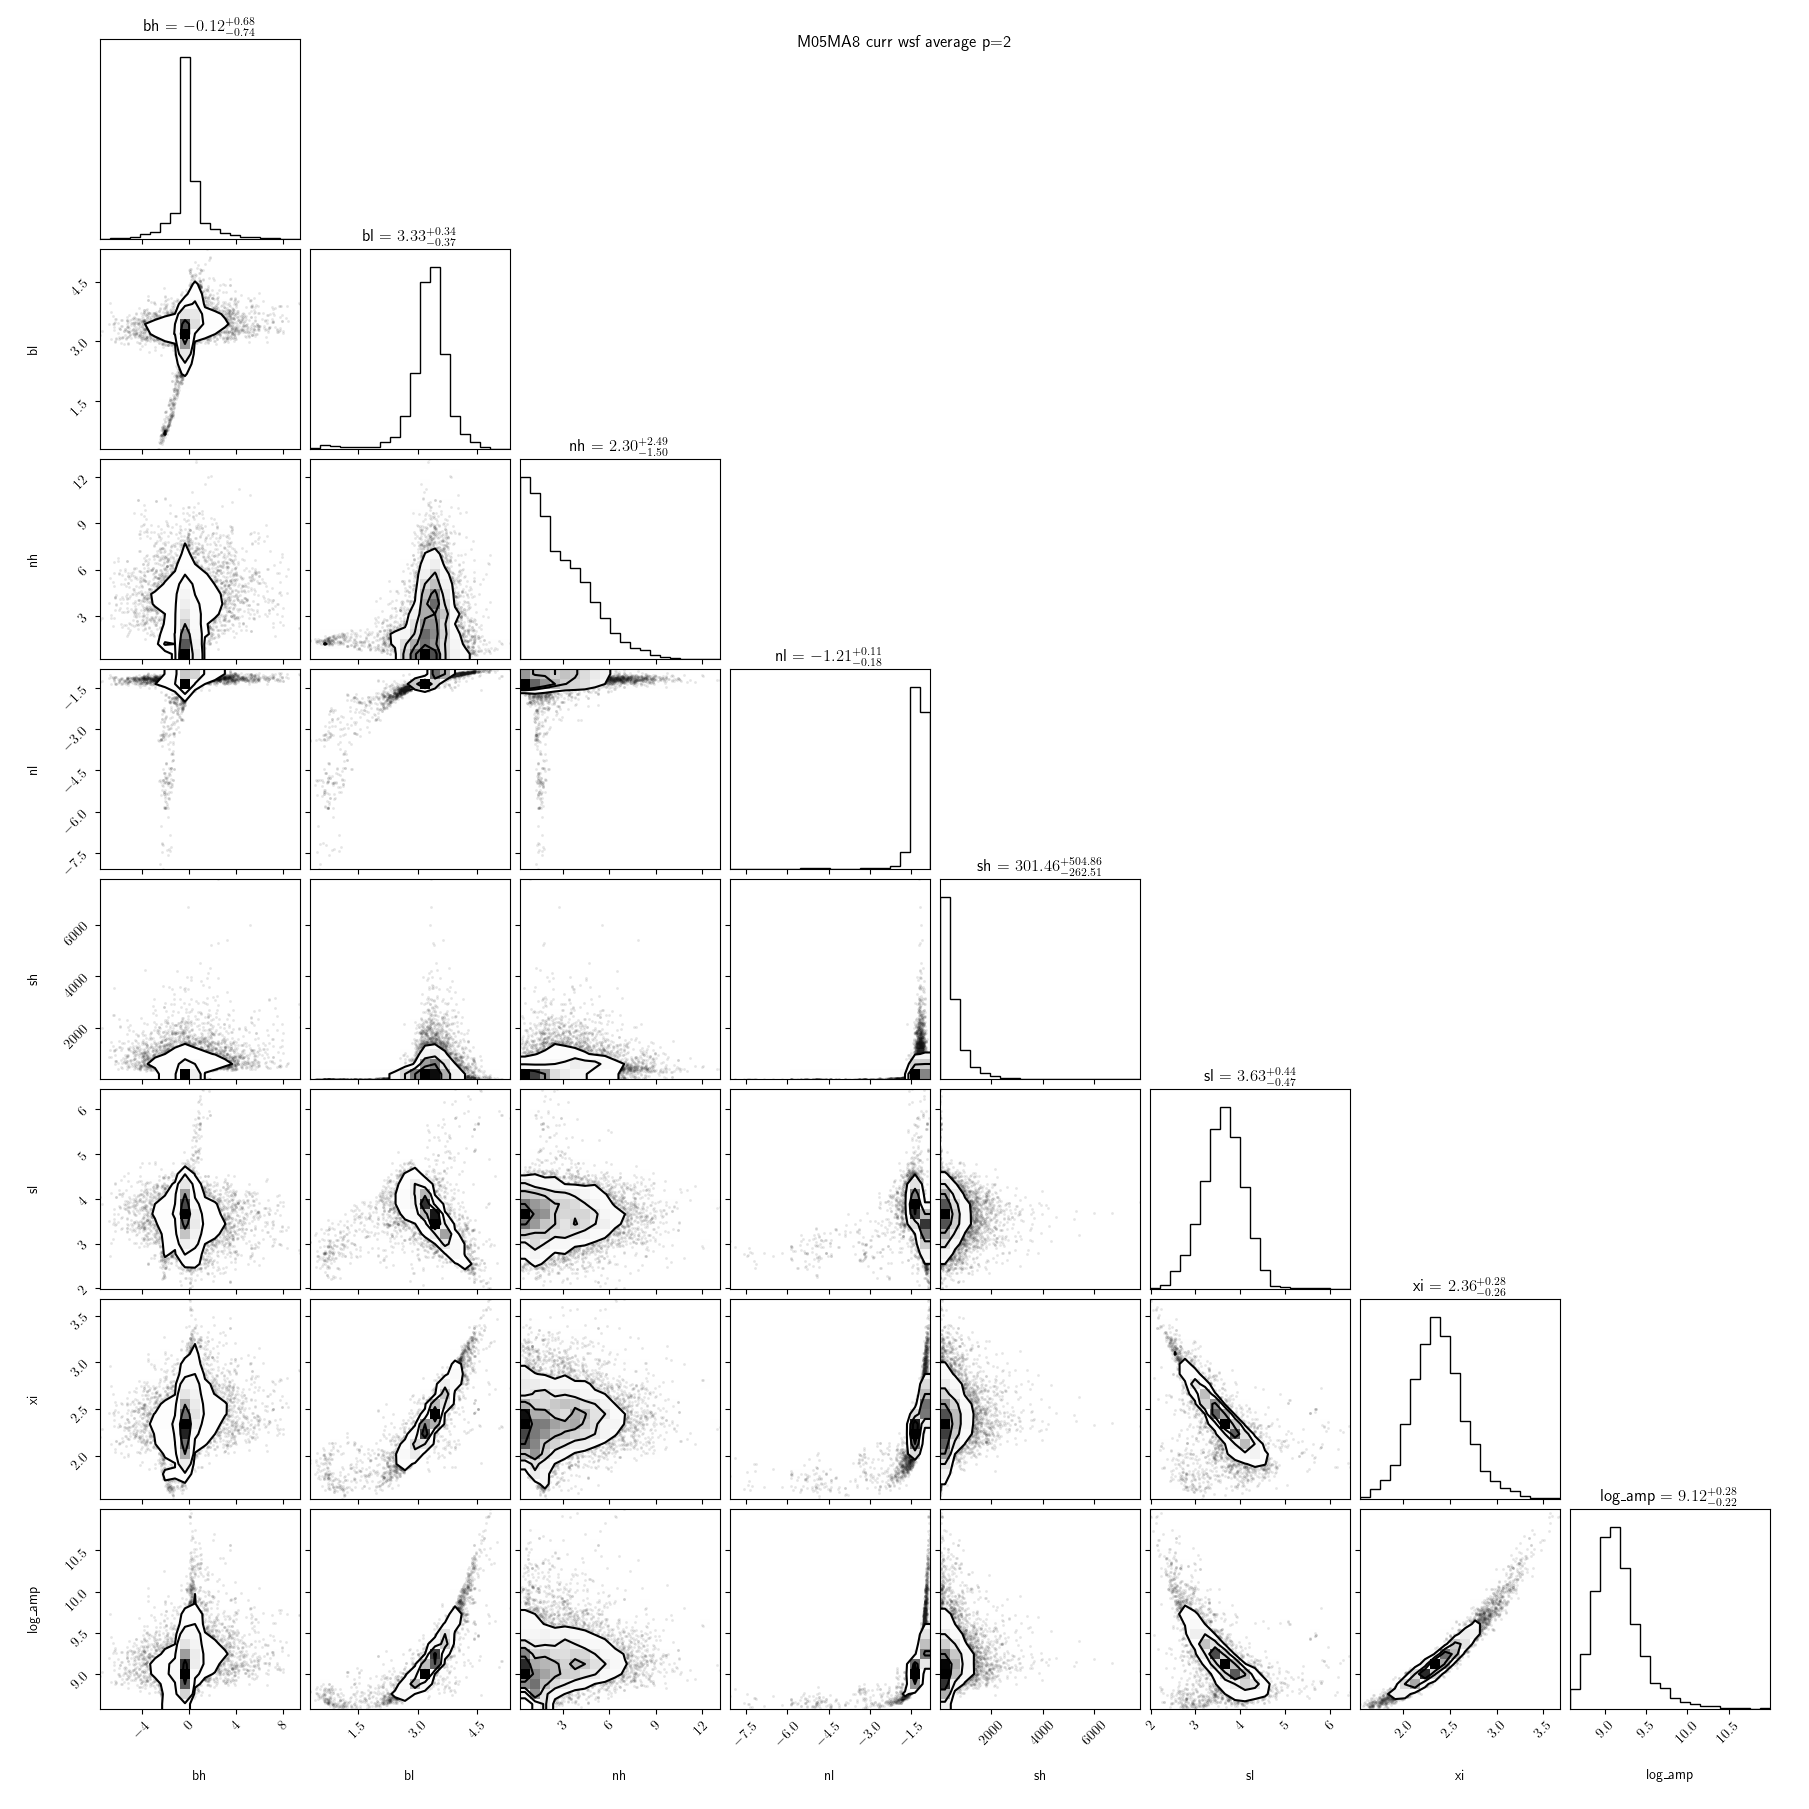 M05MA8 curr wsf average p=2
bh = −0.12 +0.68 −0.74
bl = 3.33 +0.34 −0.37
bl
4.5
3.0
1.5
nh = 2.30 +2.49 −1.50
nh
12
9
6
3
nl = −1.21 +0.11 −0.18
nl
−1.5
−3.0
−4.5
−6.0
−7.5
sh = 301.46 +504.86 −262.51
sh
6000
4000
2000
sl = 3.63 +0.44 −0.47
sl
6
5
4
3
2
xi = 2.36 +0.28 −0.26
xi
3.5
3.0
2.5
2.0
log_amp = 9.12 +0.28 −0.22
log_amp
10.5
10.0
9.5
9.0
−4 0 4 8 1.5 3.0 4.5 3 6 9 12 −7.5 −6.0 −4.5 −3.0 −1.5 2000 4000 6000 2 3 4 5 6 2.0 2.5 3.0 3.5 9.0 9.5 10.0 10.5
bh bl nh nl sh sl xi log_amp